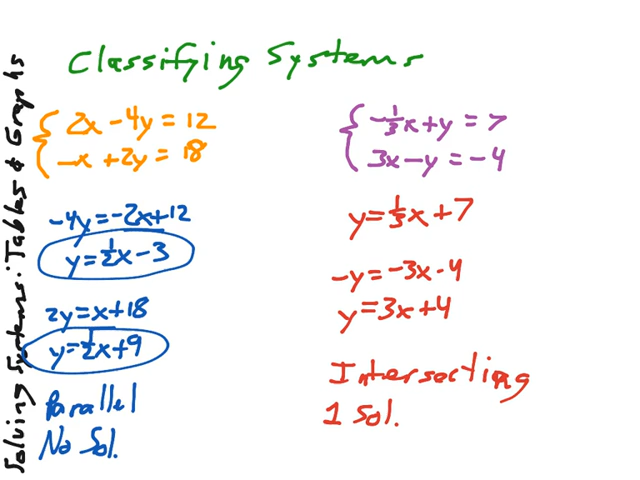 Solving Systems: Tables & Graphs
Classifying Systems
2x - 4y = 12
-x + 2y = 18
-4y = -2x + 12
y = 1/2x - 3
2y = x + 18
y = 1/2x + 9
Parallel
No Sol.
-1/3x + y = 7
3x - y = -4
y = 1/3x + 7
-y = -3x - 4
y = 3x + 4
Intersecting
1 Sol.